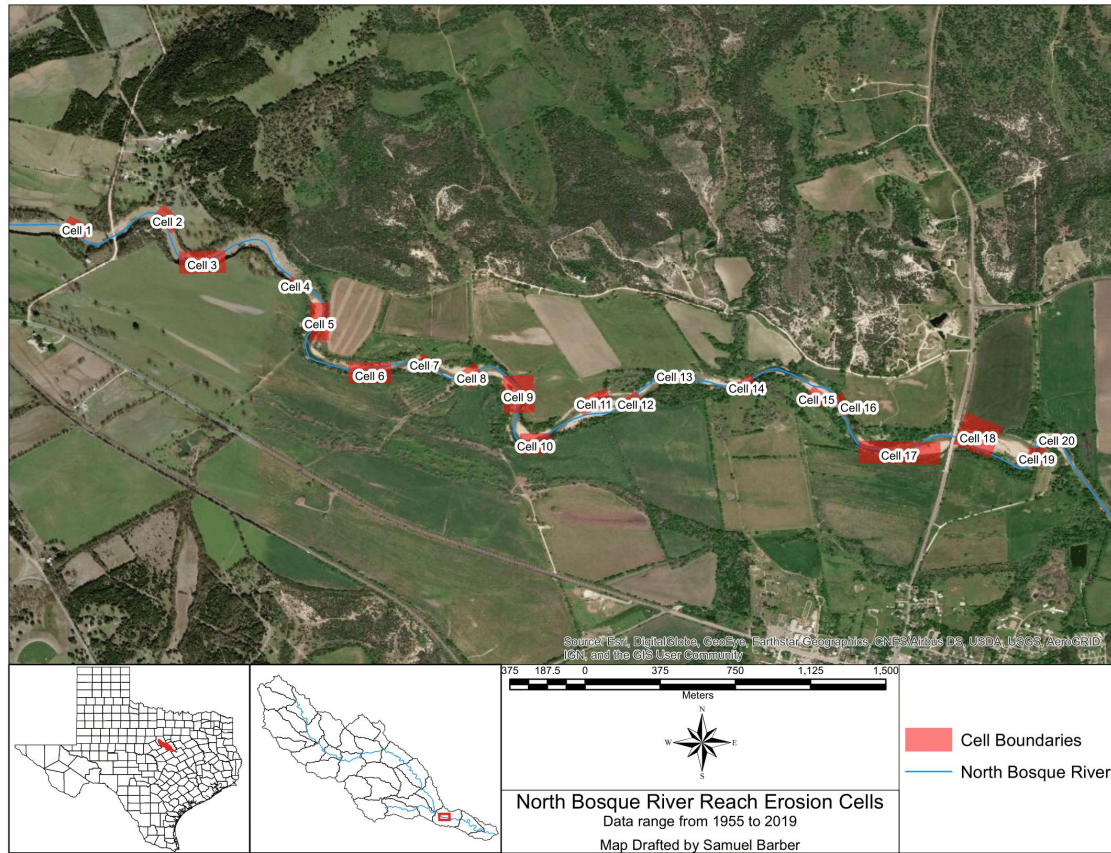 Cell 1
Cell 2
Cell 3
Cell 4
Cell 5
Cell 6
Cell 7
Cell 8
Cell 9
Cell 10
Cell 11
Cell 12
Cell 13
Cell 14
Cell 15
Cell 16
Cell 17
Cell 18
Cell 19
Cell 20
Source: Esri, DigitalGlobe, GeoEye, Earthstar Geographics, CNES/Airbus DS, USDA, USGS, AeroGRID,
IGN, and the GIS User Community
375 187.5 0 375 750 1,125 1,500
Meters
N
W E
S
North Bosque River Reach Erosion Cells
Data range from 1955 to 2019
Map Drafted by Samuel Barber
Cell Boundaries
North Bosque River